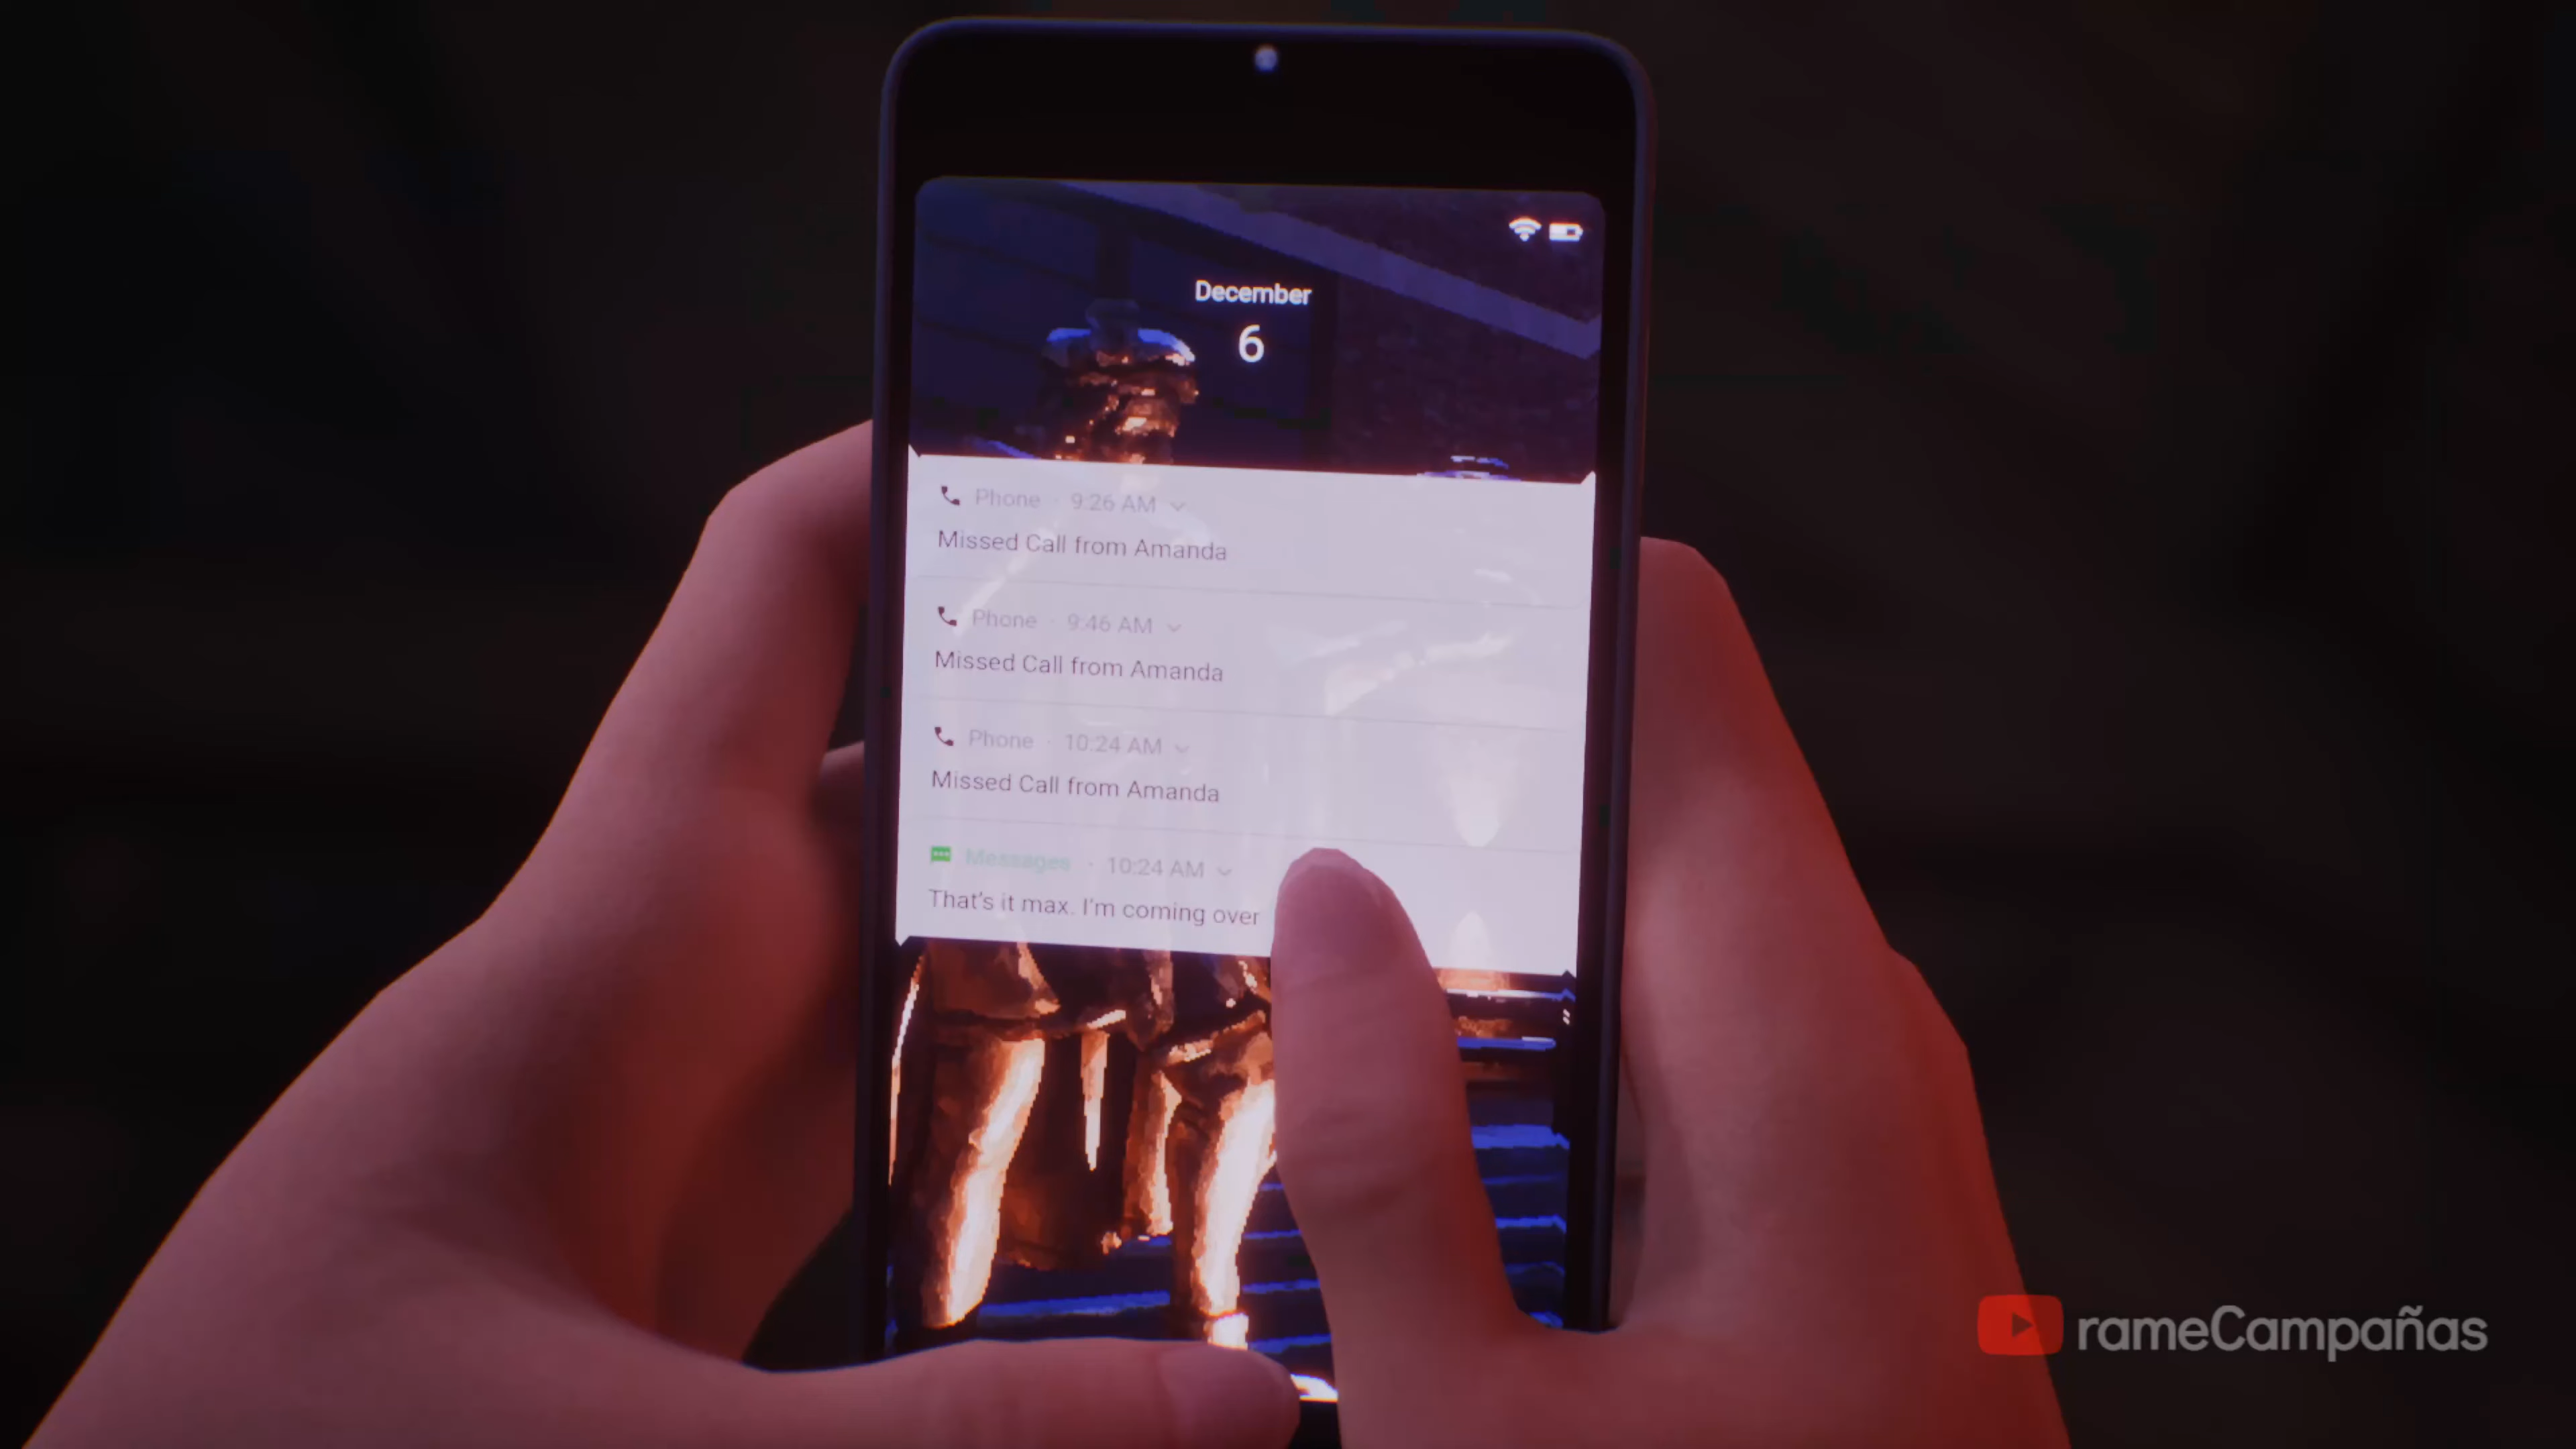 December
6
Phone · 9:26 AM
Missed Call from Amanda
Phone · 9:46 AM
Missed Call from Amanda
Phone · 10:24 AM
Missed Call from Amanda
Messages · 10:24 AM
That's it max. I'm coming over
rameCampañas